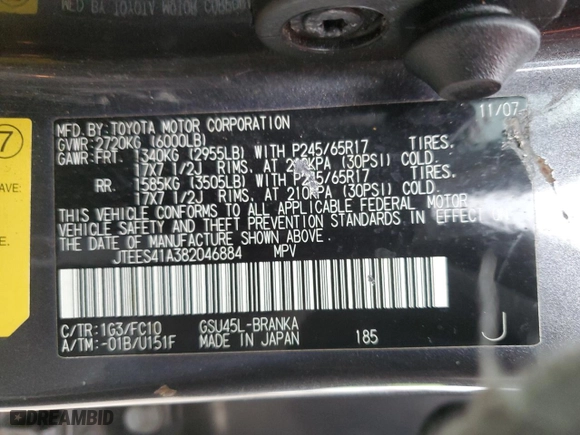 MFD. BY: TOYOTA MOTOR CORPORATION 11/07
GVWR: 2720KG (6000LB)
GAWR: FRT. 1340KG (2955LB) WITH P245/65R17 TIRES.
17X7 1/2J RIMS. AT 210KPA (30PSI) COLD.
RR. 1585KG (3505LB) WITH P245/65R17 TIRES.
17X7 1/2J RIMS. AT 210KPA (30PSI) COLD.
THIS VEHICLE CONFORMS TO ALL APPLICABLE FEDERAL MOTOR
VEHICLE SAFETY AND THEFT PREVENTION STANDARDS IN EFFECT
THE DATE OF MANUFACTURE SHOWN ABOVE.
JTEES41A382046884 MPV
C/TR: 1G3/FC10 GSU45L-BRANKA
A/TM: -01B/U151F MADE IN JAPAN 185 J
7
AVE:
DREAMBID